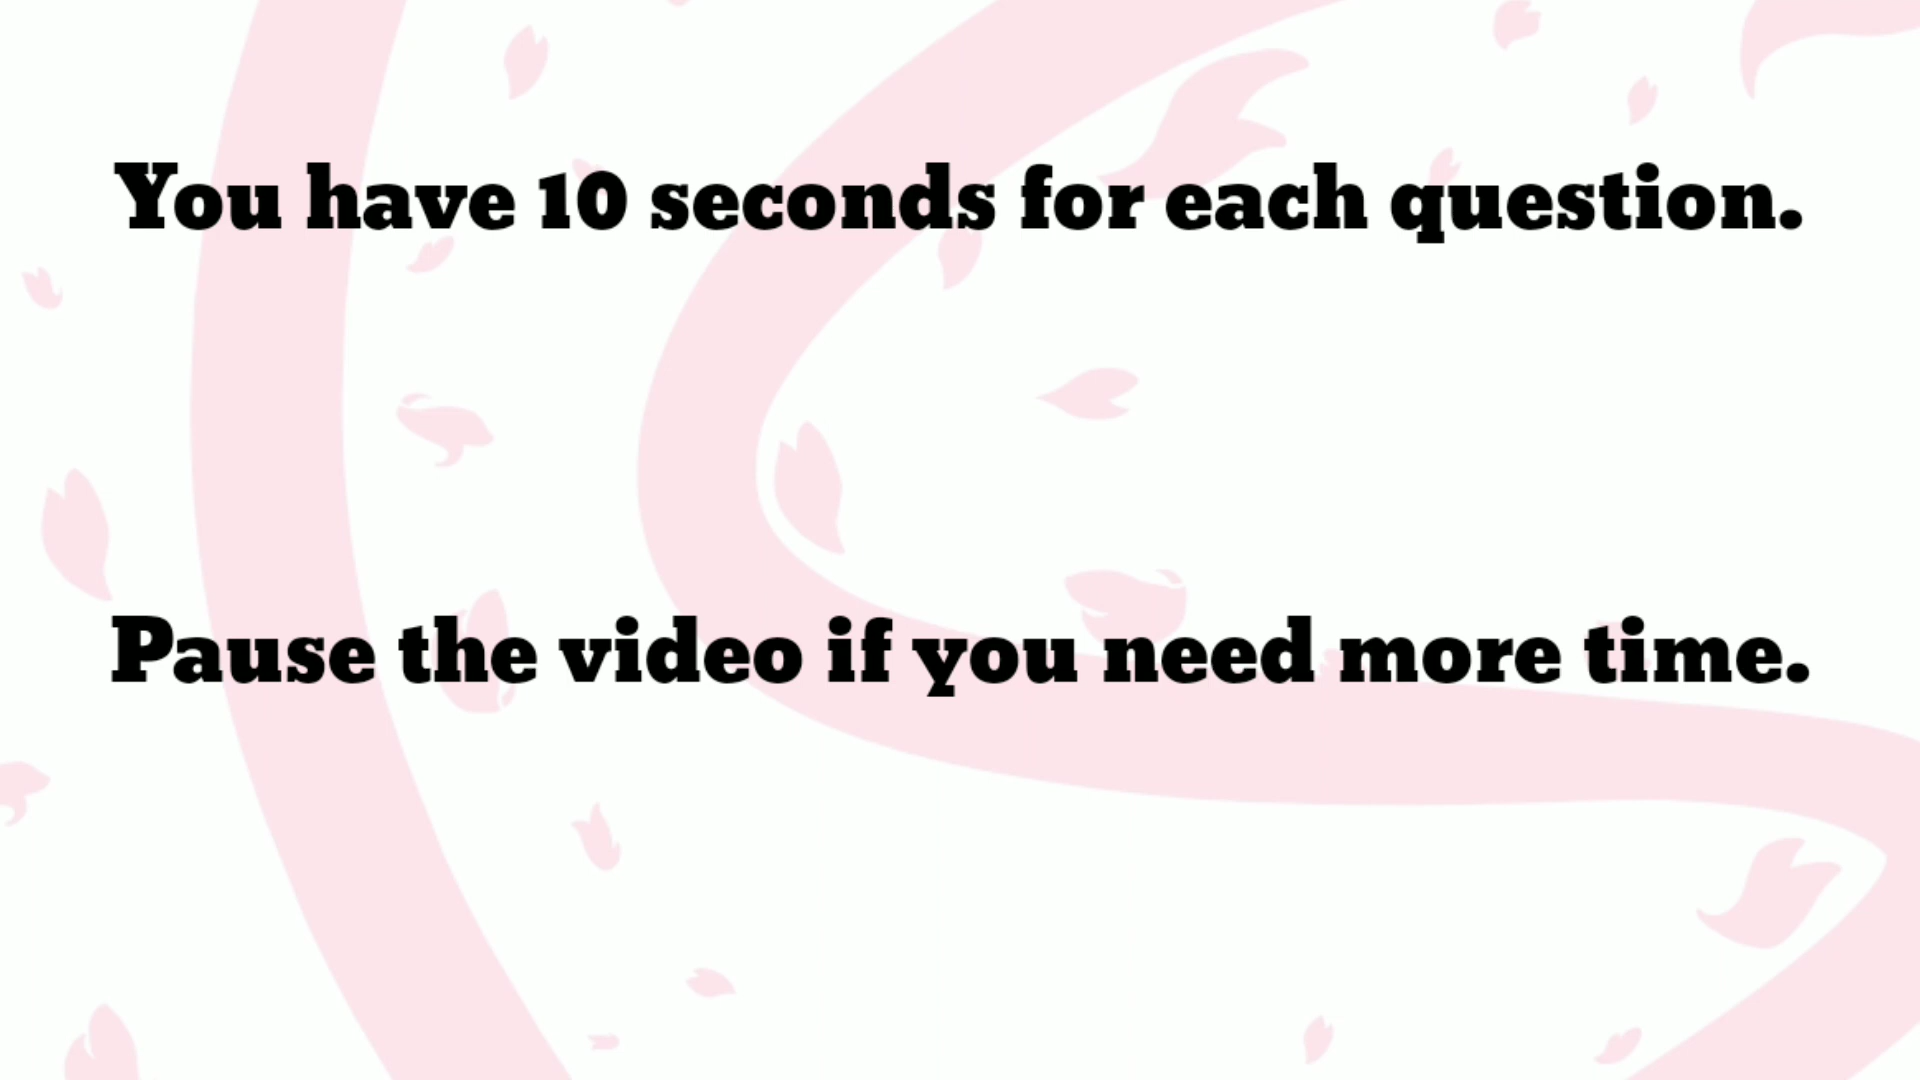 You have 10 seconds for each question.
Pause the video if you need more time.